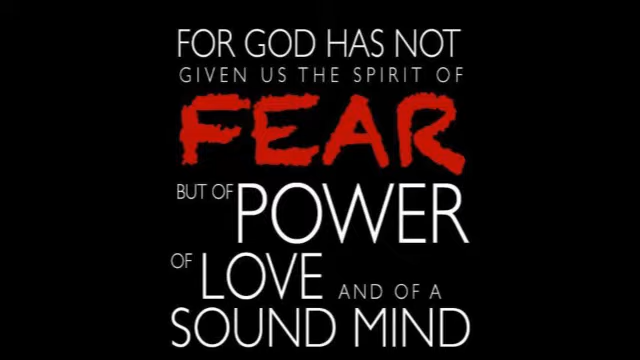 FOR GOD HAS NOT
GIVEN US THE SPIRIT OF
FEAR
BUT OF POWER
OF LOVE AND OF A
SOUND MIND